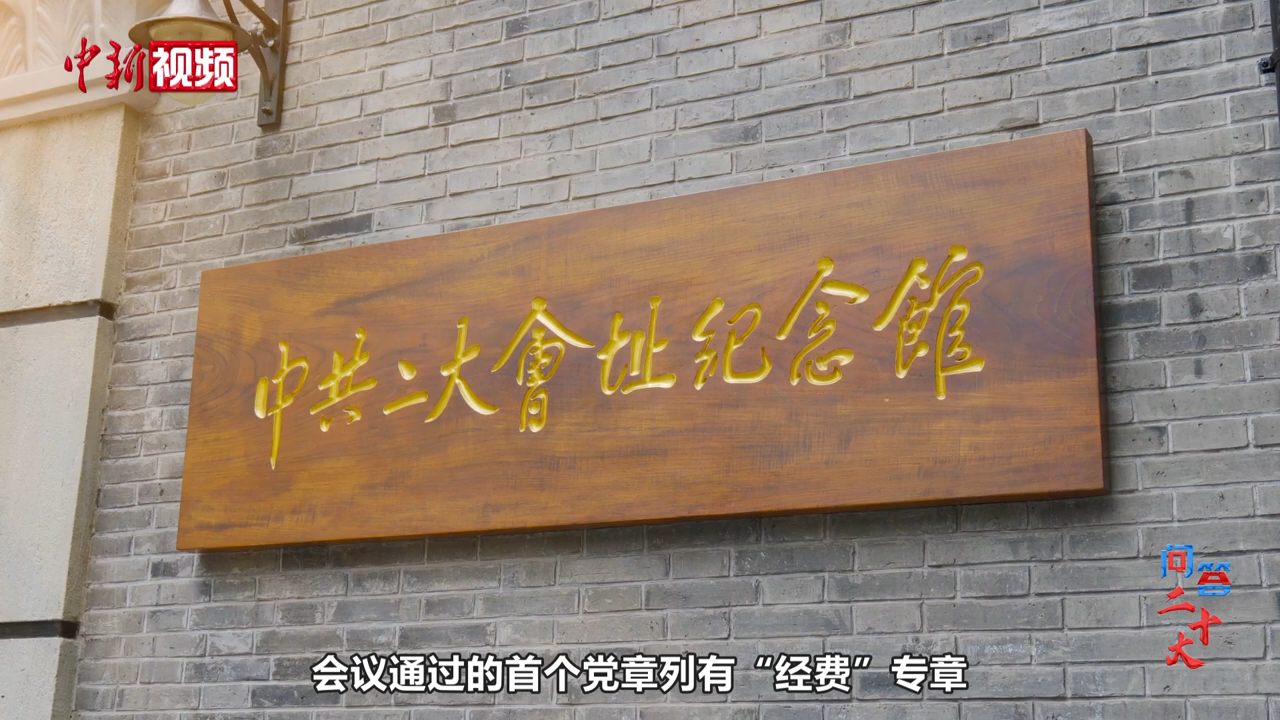 中新视频
中共二大會址紀念館
问答
二十大
会议通过的首个党章列有“经费”专章